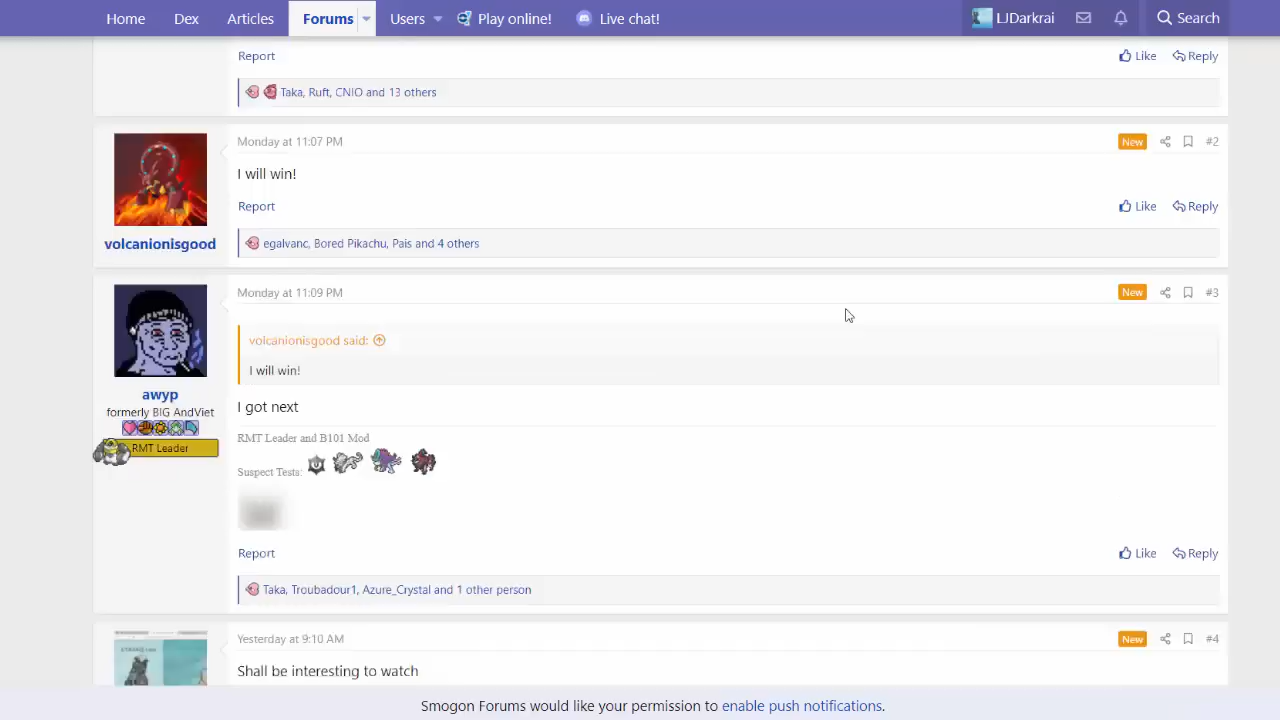 Home Dex Articles Forums Users Play online! Live chat! LJDarkrai Search
Report Like Reply
Taka, Ruft, CNIO and 13 others
Monday at 11:07 PM New #2
I will win!
Report Like Reply
volcanionisgood
egalvanc, Bored Pikachu, Pais and 4 others
Monday at 11:09 PM New #3
volcanionisgood said:
I will win!
awyp
I got next
formerly BIG AndViet
RMT Leader and B101 Mod
RMT Leader
Suspect Tests:
Report Like Reply
Taka, Troubadour1, Azure_Crystal and 1 other person
Yesterday at 9:10 AM New #4
Shall be interesting to watch
Smogon Forums would like your permission to enable push notifications.